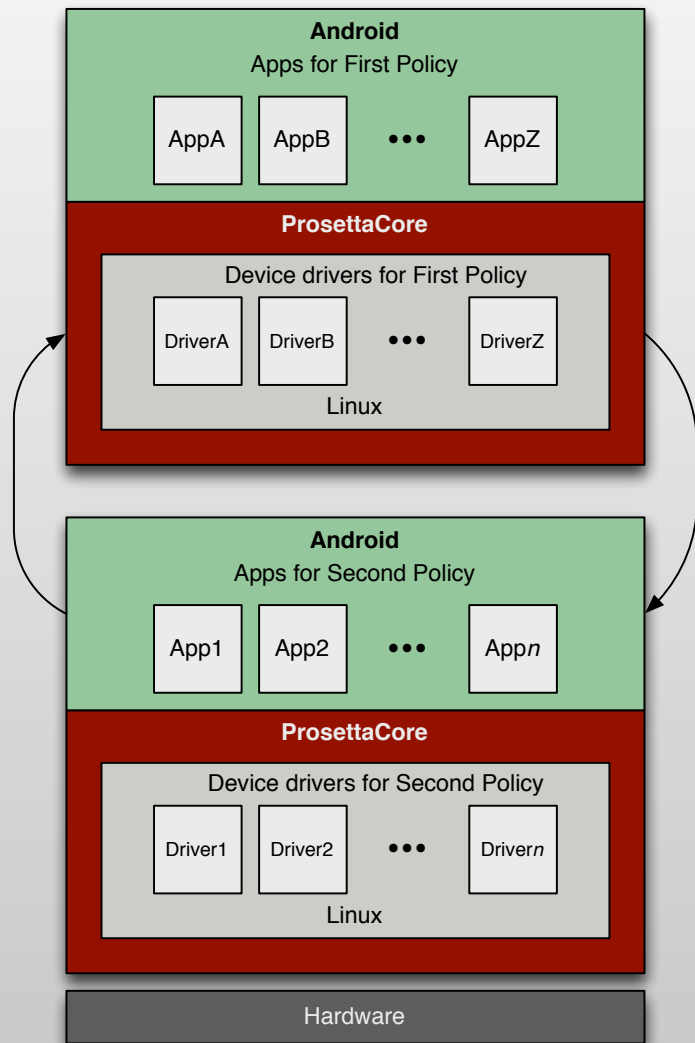 Android
Apps for First Policy
AppA AppB ••• AppZ
ProsettaCore
Device drivers for First Policy
DriverA DriverB ••• DriverZ
Linux
Android
Apps for Second Policy
App1 App2 ••• Appn
ProsettaCore
Device drivers for Second Policy
Driver1 Driver2 ••• Drivern
Linux
Hardware